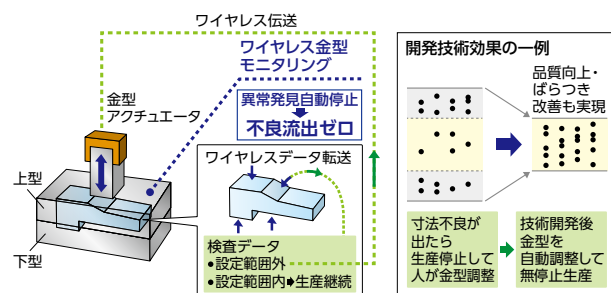 ワイヤレス伝送
ワイヤレス金型
モニタリング
金型
アクチュエータ
異常発見自動停止
不良流出ゼロ
上型
下型
ワイヤレスデータ転送
検査データ
●設定範囲外
●設定範囲内➡生産継続
開発技術効果の一例
品質向上・
ばらつき
改善も実現
寸法不良が
出たら
生産停止して
人が金型調整
技術開発後
金型を
自動調整して
無停止生産